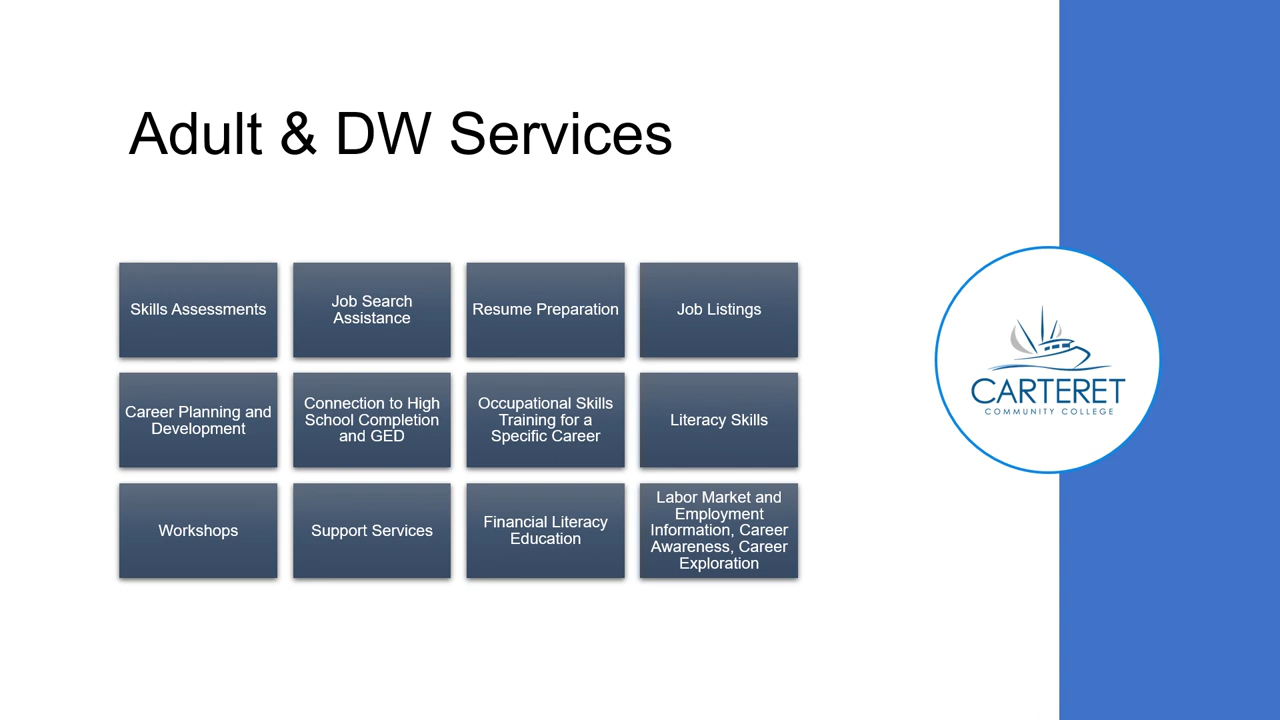 Adult & DW Services
Skills Assessments
Job Search
Assistance
Resume Preparation
Job Listings
Career Planning and
Development
Connection to High
School Completion
and GED
Occupational Skills
Training for a
Specific Career
Literacy Skills
Workshops
Support Services
Financial Literacy
Education
Labor Market and
Employment
Information, Career
Awareness, Career
Exploration
CARTERET
COMMUNITY COLLEGE